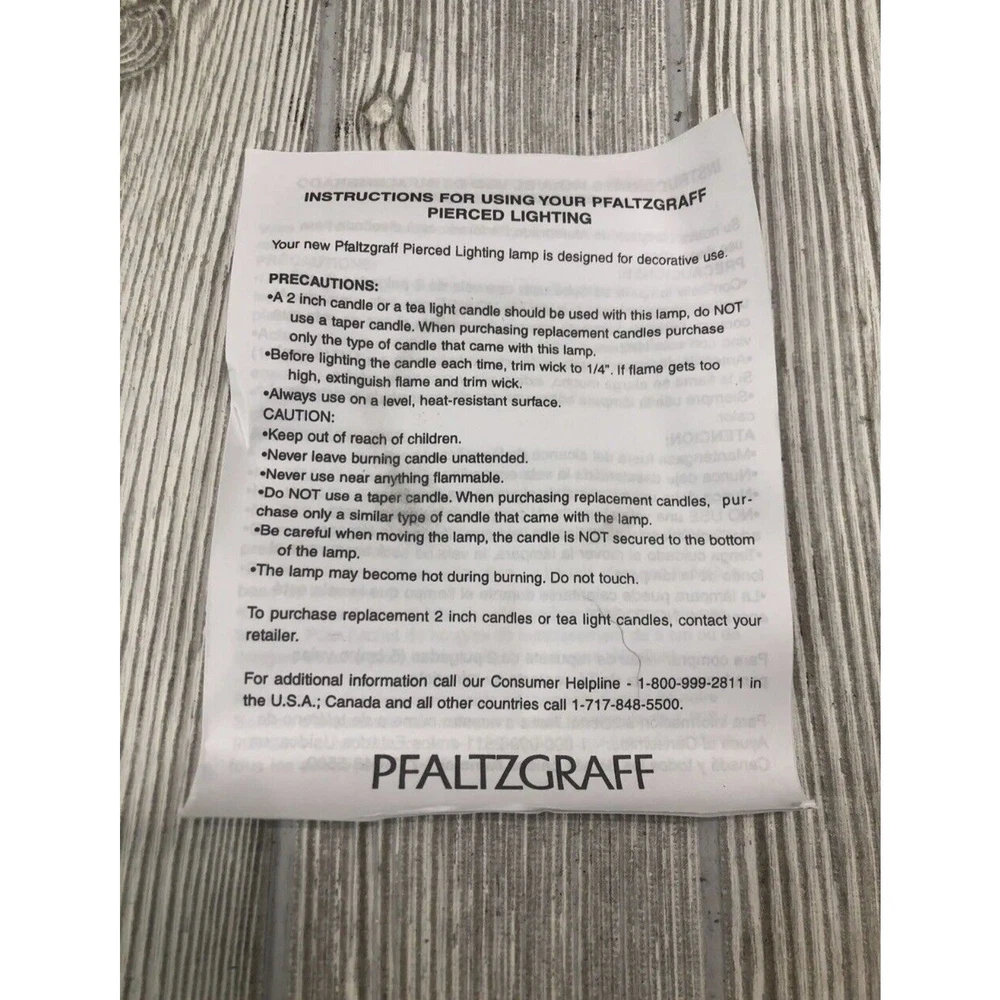 INSTRUCTIONS FOR USING YOUR PFALTZGRAFF
PIERCED LIGHTING
Your new Pfaltzgraff Pierced Lighting lamp is designed for decorative use.
PRECAUTIONS:
•A 2 inch candle or a tea light candle should be used with this lamp, do NOT
use a taper candle. When purchasing replacement candles purchase
only the type of candle that came with this lamp.
•Before lighting the candle each time, trim wick to 1/4". If flame gets too
high, extinguish flame and trim wick.
•Always use on a level, heat-resistant surface.
CAUTION:
•Keep out of reach of children.
•Never leave burning candle unattended.
•Never use near anything flammable.
•Do NOT use a taper candle. When purchasing replacement candles, pur-
chase only a similar type of candle that came with the lamp.
•Be careful when moving the lamp, the candle is NOT secured to the bottom
of the lamp.
•The lamp may become hot during burning. Do not touch.
To purchase replacement 2 inch candles or tea light candles, contact your
retailer.
For additional information call our Consumer Helpline - 1-800-999-2811 in
the U.S.A.; Canada and all other countries call 1-717-848-5500.
PFALTZGRAFF